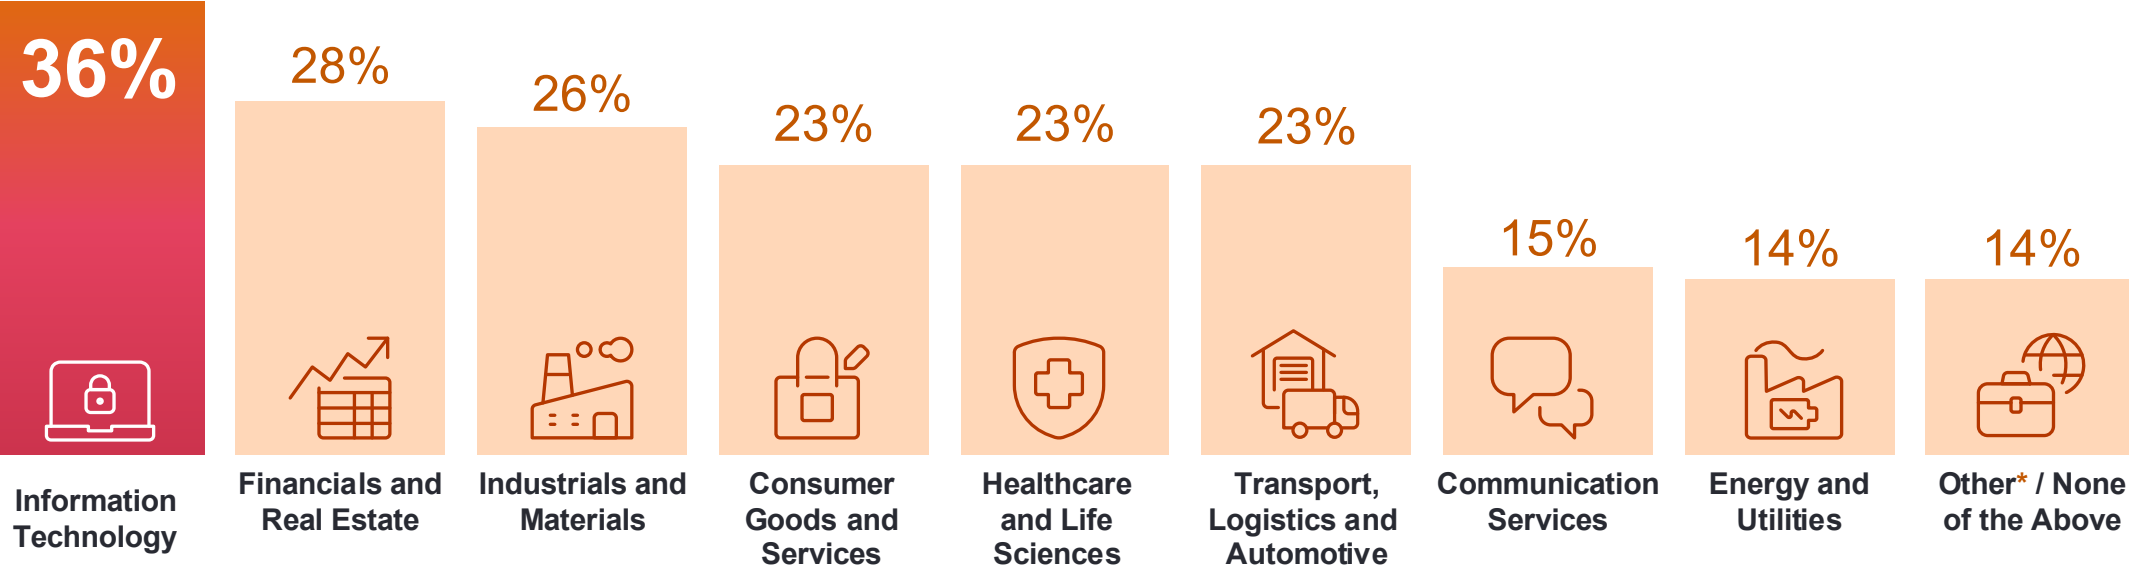 36%
28%
26%
23%
23%
23%
15%
14%
14%
Information
Technology
Financials and
Real Estate
Industrials and
Materials
Consumer
Goods and
Services
Healthcare
and Life
Sciences
Transport,
Logistics and
Automotive
Communication
Services
Energy and
Utilities
Other* / None
of the Above